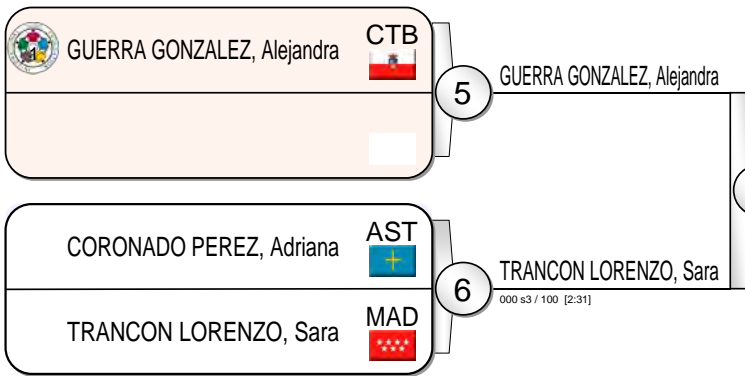 1 GUERRA GONZALEZ, Alejandra CTB
5 GUERRA GONZALEZ, Alejandra
CORONADO PEREZ, Adriana AST
6 TRANCON LORENZO, Sara
000 s3 / 100 [2:31]
TRANCON LORENZO, Sara MAD